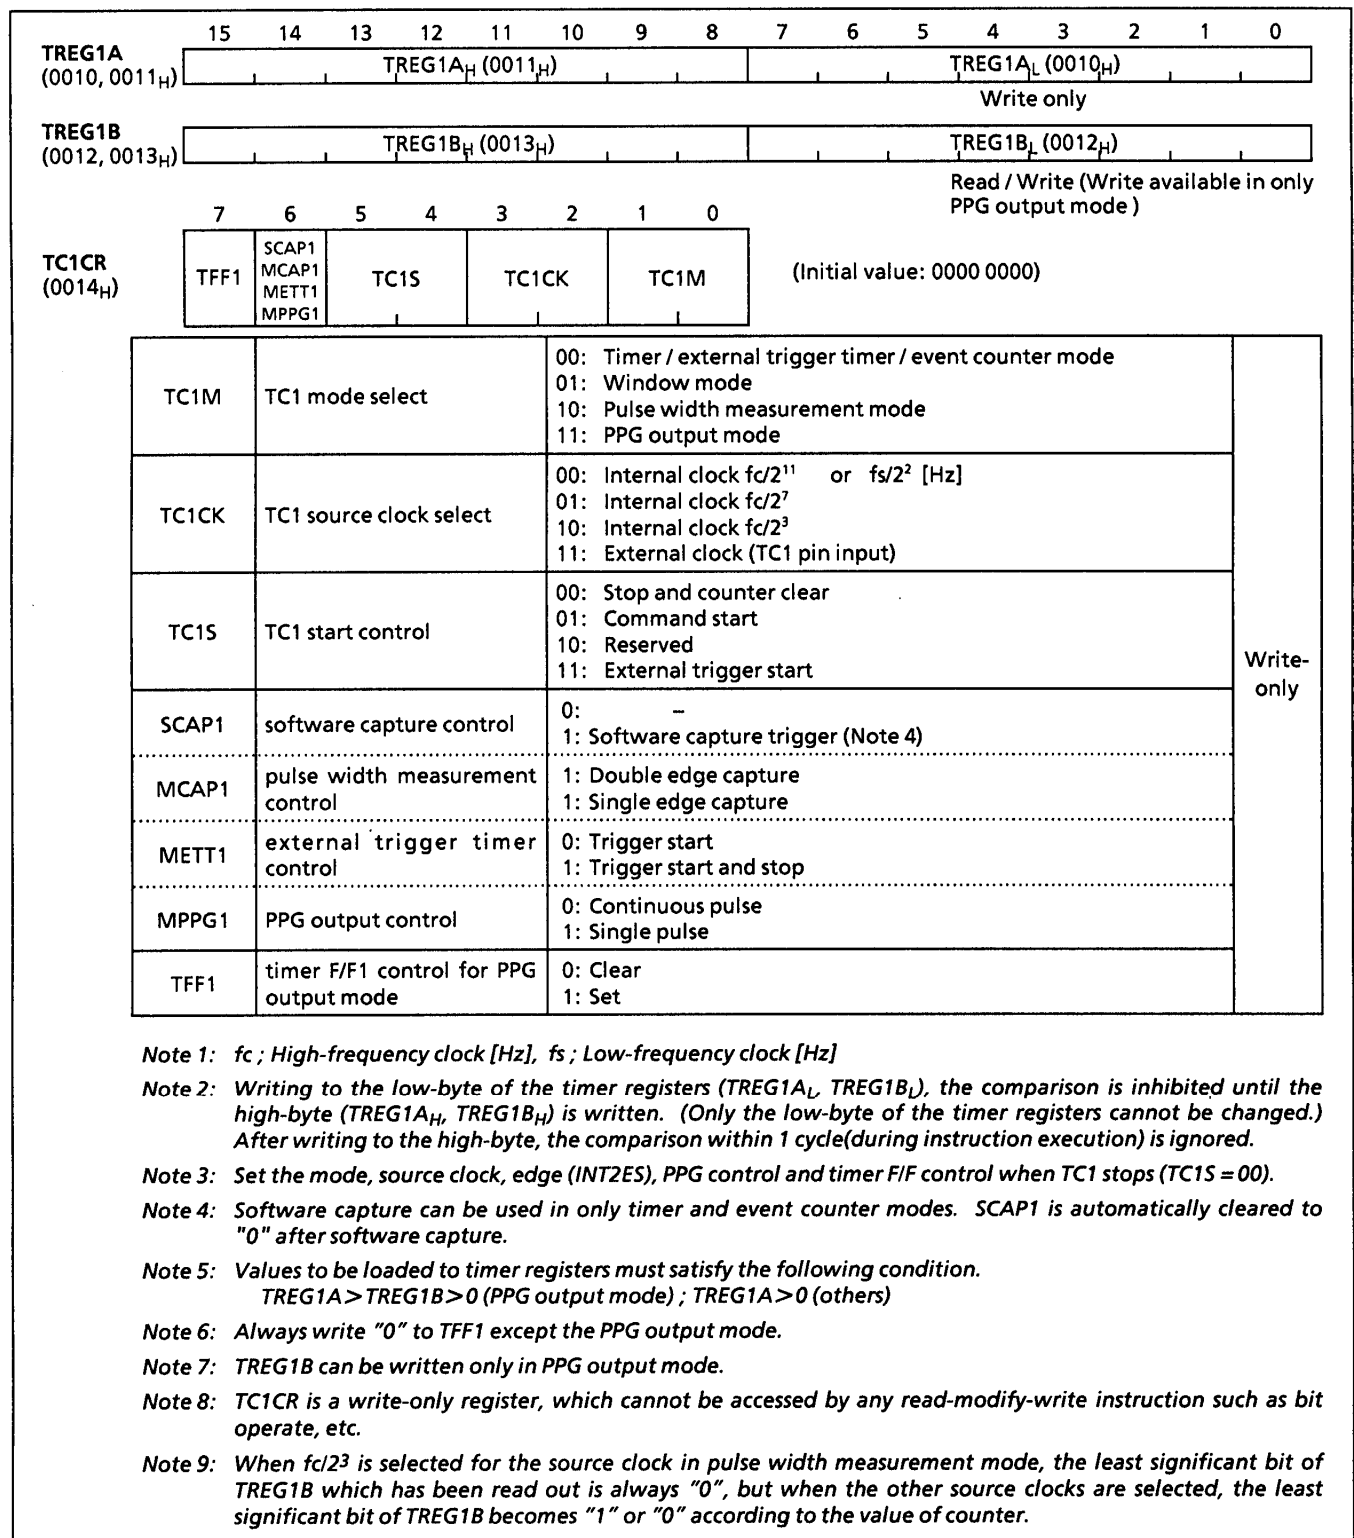 15 14 13 12 11 10 9 8 7 6 5 4 3 2 1 0
TREG1A
(0010, 0011H)
TREG1AH (0011H) TREG1AL (0010H)
Write only
TREG1B
(0012, 0013H)
TREG1BH (0013H) TREG1BL (0012H)
Read / Write (Write available in only
PPG output mode )
7 6 5 4 3 2 1 0
TC1CR
(0014H)
TFF1
SCAP1
MCAP1
METT1
MPPG1
TC1S TC1CK TC1M
(Initial value: 0000 0000)
TC1M TC1 mode select
00: Timer / external trigger timer / event counter mode
01: Window mode
10: Pulse width measurement mode
11: PPG output mode
TC1CK TC1 source clock select
00: Internal clock fc/2¹¹ or fs/2² [Hz]
01: Internal clock fc/2⁷
10: Internal clock fc/2³
11: External clock (TC1 pin input)
TC1S TC1 start control
00: Stop and counter clear
01: Command start
10: Reserved
11: External trigger start
Write-
only
SCAP1 software capture control
0: –
1: Software capture trigger (Note 4)
MCAP1 pulse width measurement
control
1: Double edge capture
1: Single edge capture
METT1 external trigger timer
control
0: Trigger start
1: Trigger start and stop
MPPG1 PPG output control
0: Continuous pulse
1: Single pulse
TFF1 timer F/F1 control for PPG
output mode
0: Clear
1: Set
Note 1: fc ; High-frequency clock [Hz], fs ; Low-frequency clock [Hz]
Note 2: Writing to the low-byte of the timer registers (TREG1AL, TREG1BL), the comparison is inhibited until the
high-byte (TREG1AH, TREG1BH) is written. (Only the low-byte of the timer registers cannot be changed.)
After writing to the high-byte, the comparison within 1 cycle(during instruction execution) is ignored.
Note 3: Set the mode, source clock, edge (INT2ES), PPG control and timer F/F control when TC1 stops (TC1S = 00).
Note 4: Software capture can be used in only timer and event counter modes. SCAP1 is automatically cleared to
"0" after software capture.
Note 5: Values to be loaded to timer registers must satisfy the following condition.
TREG1A > TREG1B > 0 (PPG output mode) ; TREG1A > 0 (others)
Note 6: Always write "0" to TFF1 except the PPG output mode.
Note 7: TREG1B can be written only in PPG output mode.
Note 8: TC1CR is a write-only register, which cannot be accessed by any read-modify-write instruction such as bit
operate, etc.
Note 9: When fc/2³ is selected for the source clock in pulse width measurement mode, the least significant bit of
TREG1B which has been read out is always "0", but when the other source clocks are selected, the least
significant bit of TREG1B becomes "1" or "0" according to the value of counter.